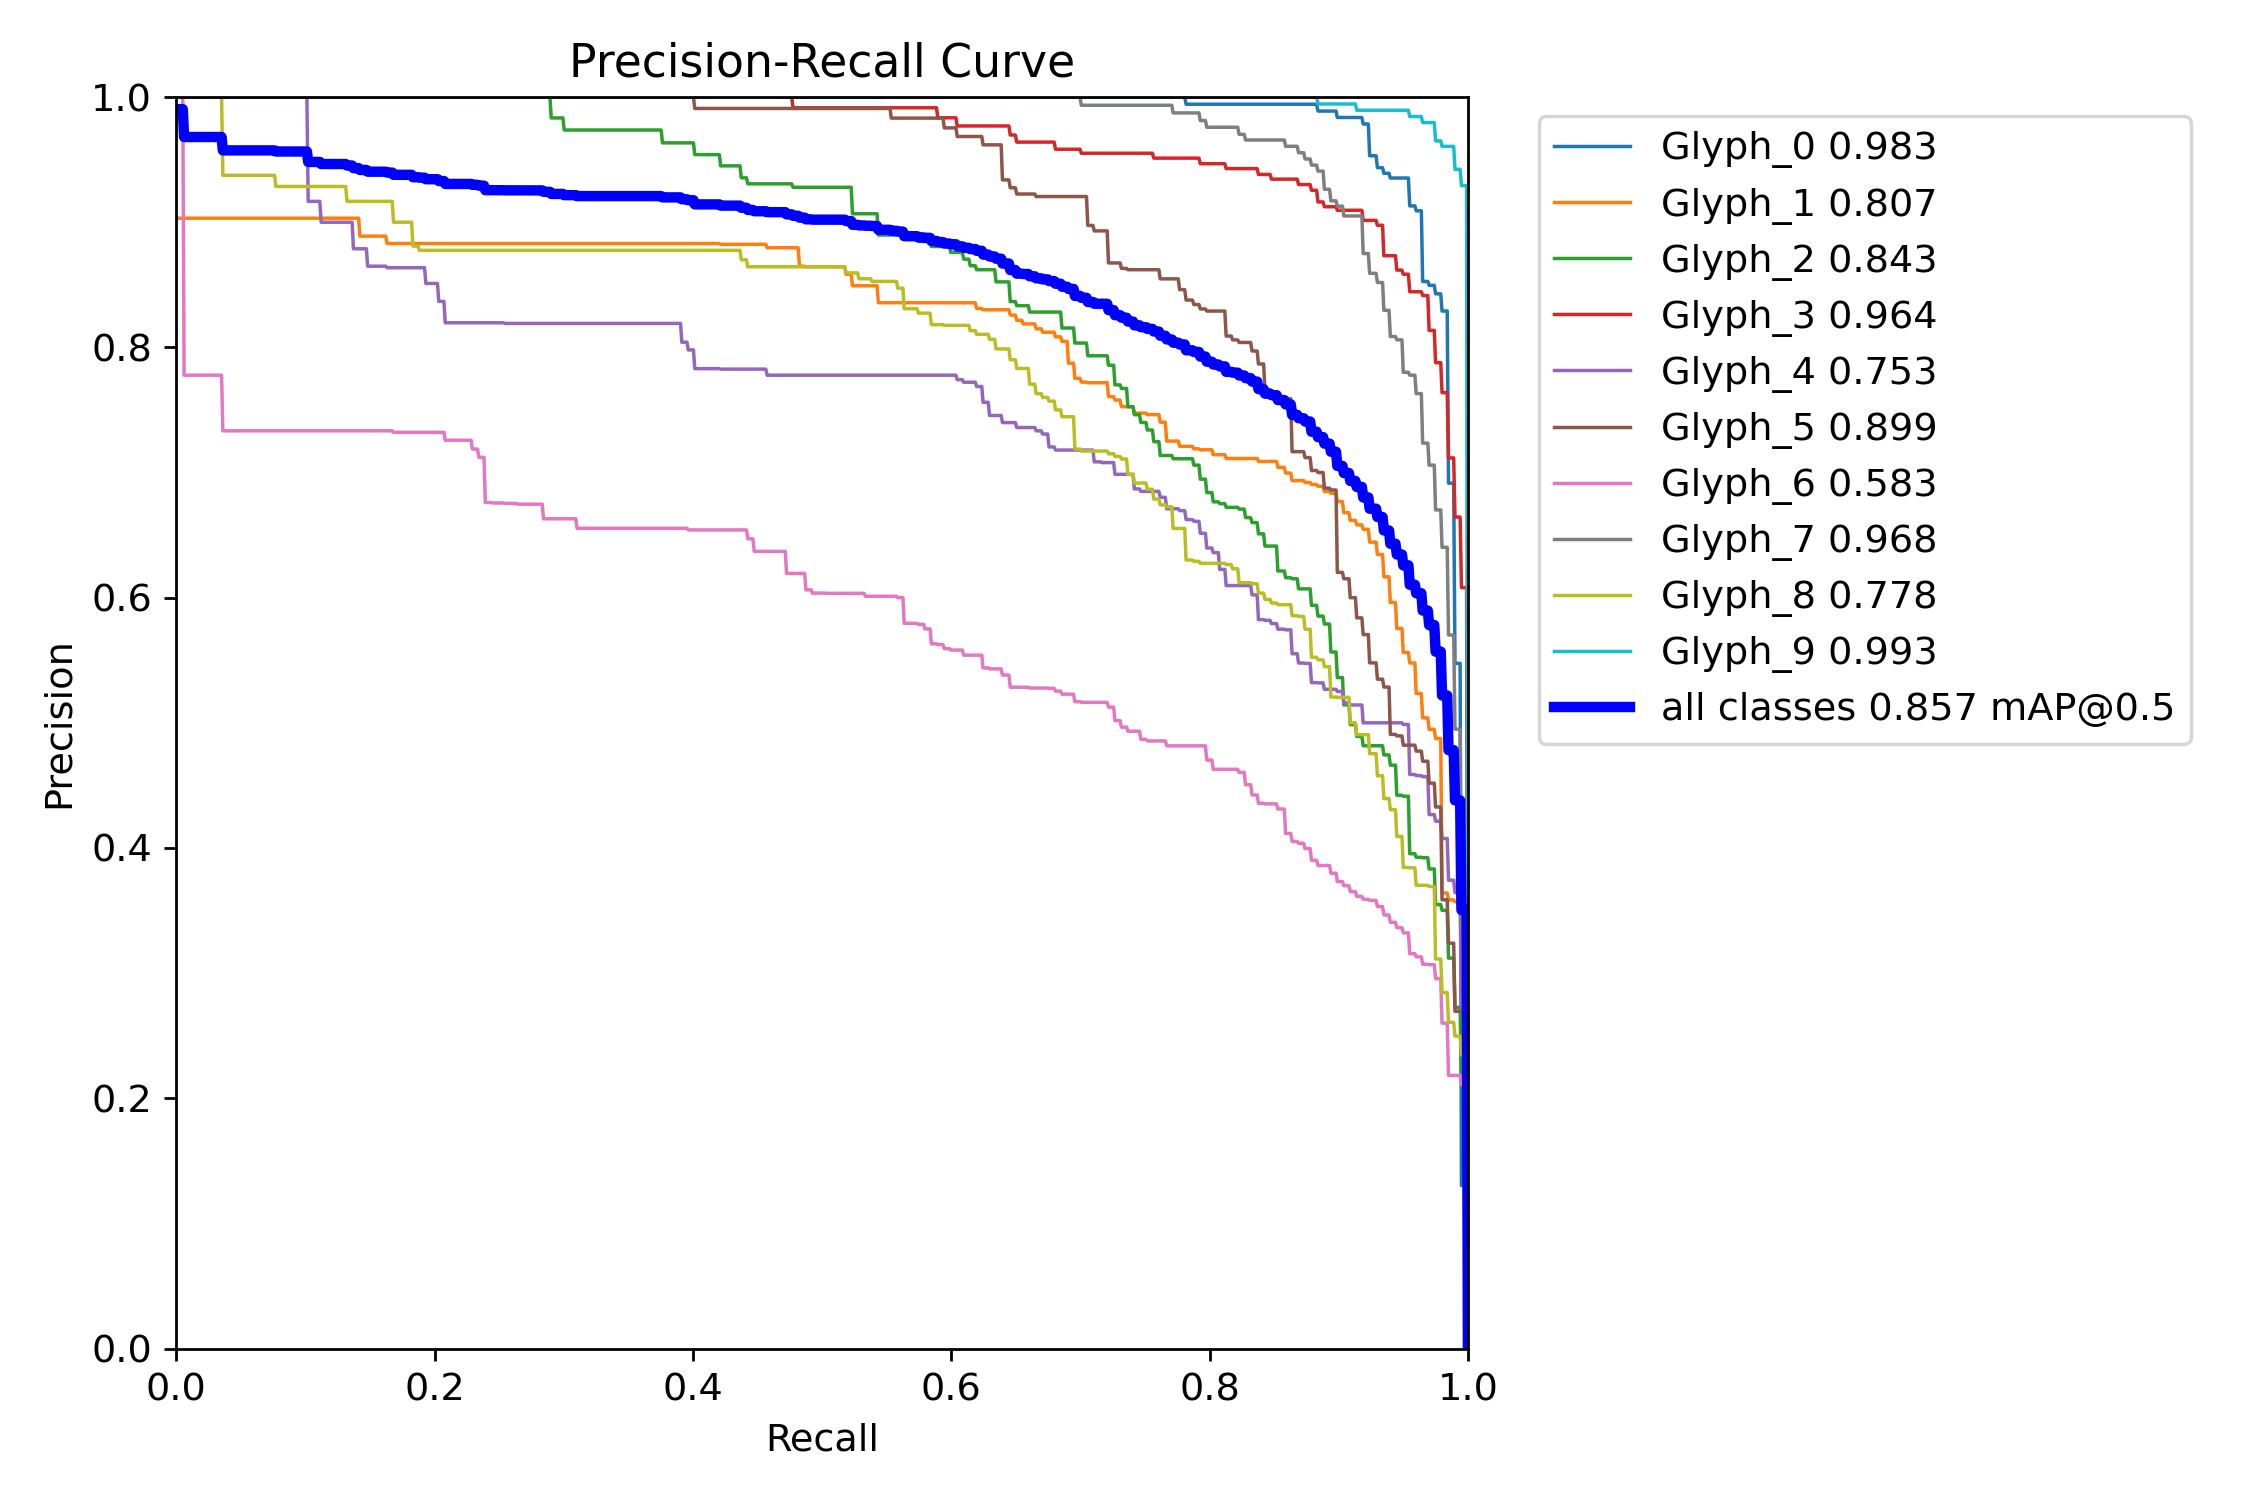 Precision-Recall Curve
1.0
0.8
0.6
0.4
0.2
0.0
Precision
0.0 0.2 0.4 0.6 0.8 1.0
Recall
Glyph_0 0.983
Glyph_1 0.807
Glyph_2 0.843
Glyph_3 0.964
Glyph_4 0.753
Glyph_5 0.899
Glyph_6 0.583
Glyph_7 0.968
Glyph_8 0.778
Glyph_9 0.993
all classes 0.857 mAP@0.5